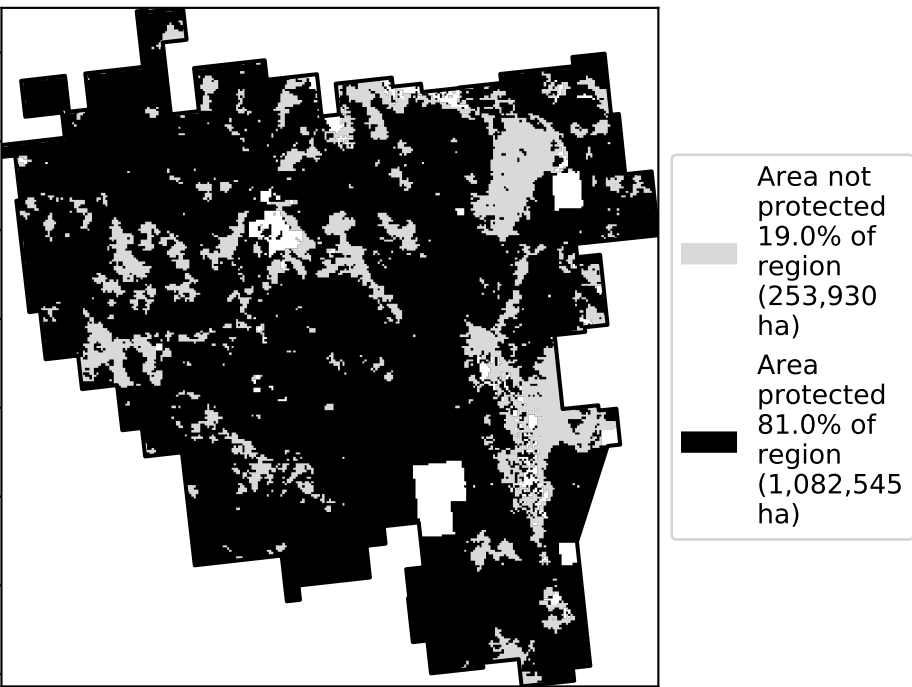 Area not
protected
19.0% of
region
(253,930
ha)
Area
protected
81.0% of
region
(1,082,545
ha)